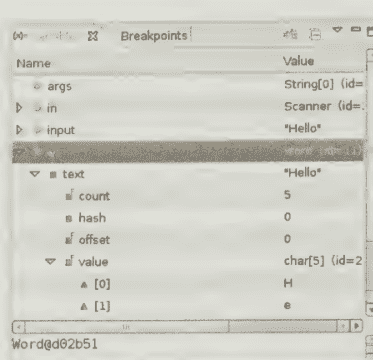 Breakpoints
Name Value
args String[0] (id=
in Scanner (id=
input "Hello"
text "Hello"
count 5
hash 0
offset 0
value char[5] (id=2
[0] H
[1] e
Word@d02b51